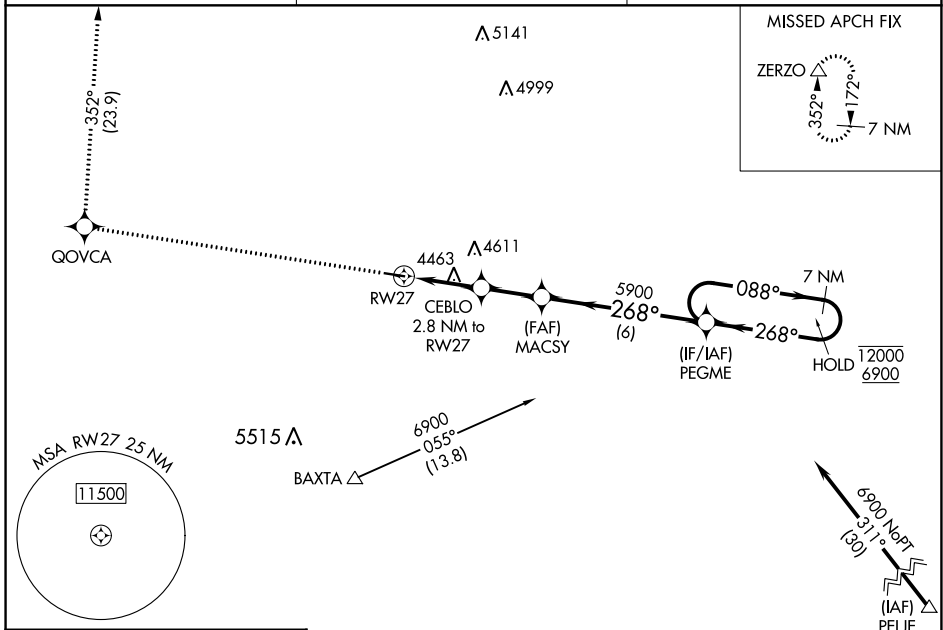 MISSED APCH FIX
ZERZO
352°
172°
7 NM
5141
4999
352°
(23.9)
QOVCA
4463
4611
RW27
CEBLO
2.8 NM to
RW27
(FAF)
MACSY
5900
268°
(6)
(IF/IAF)
PEGME
7 NM
088°
268°
HOLD
12000
6900
5515
BAXTA
6900
055°
(13.8)
MSA RW27 25 NM
11500
6900 NoPT
311°
(30)
(IAF)